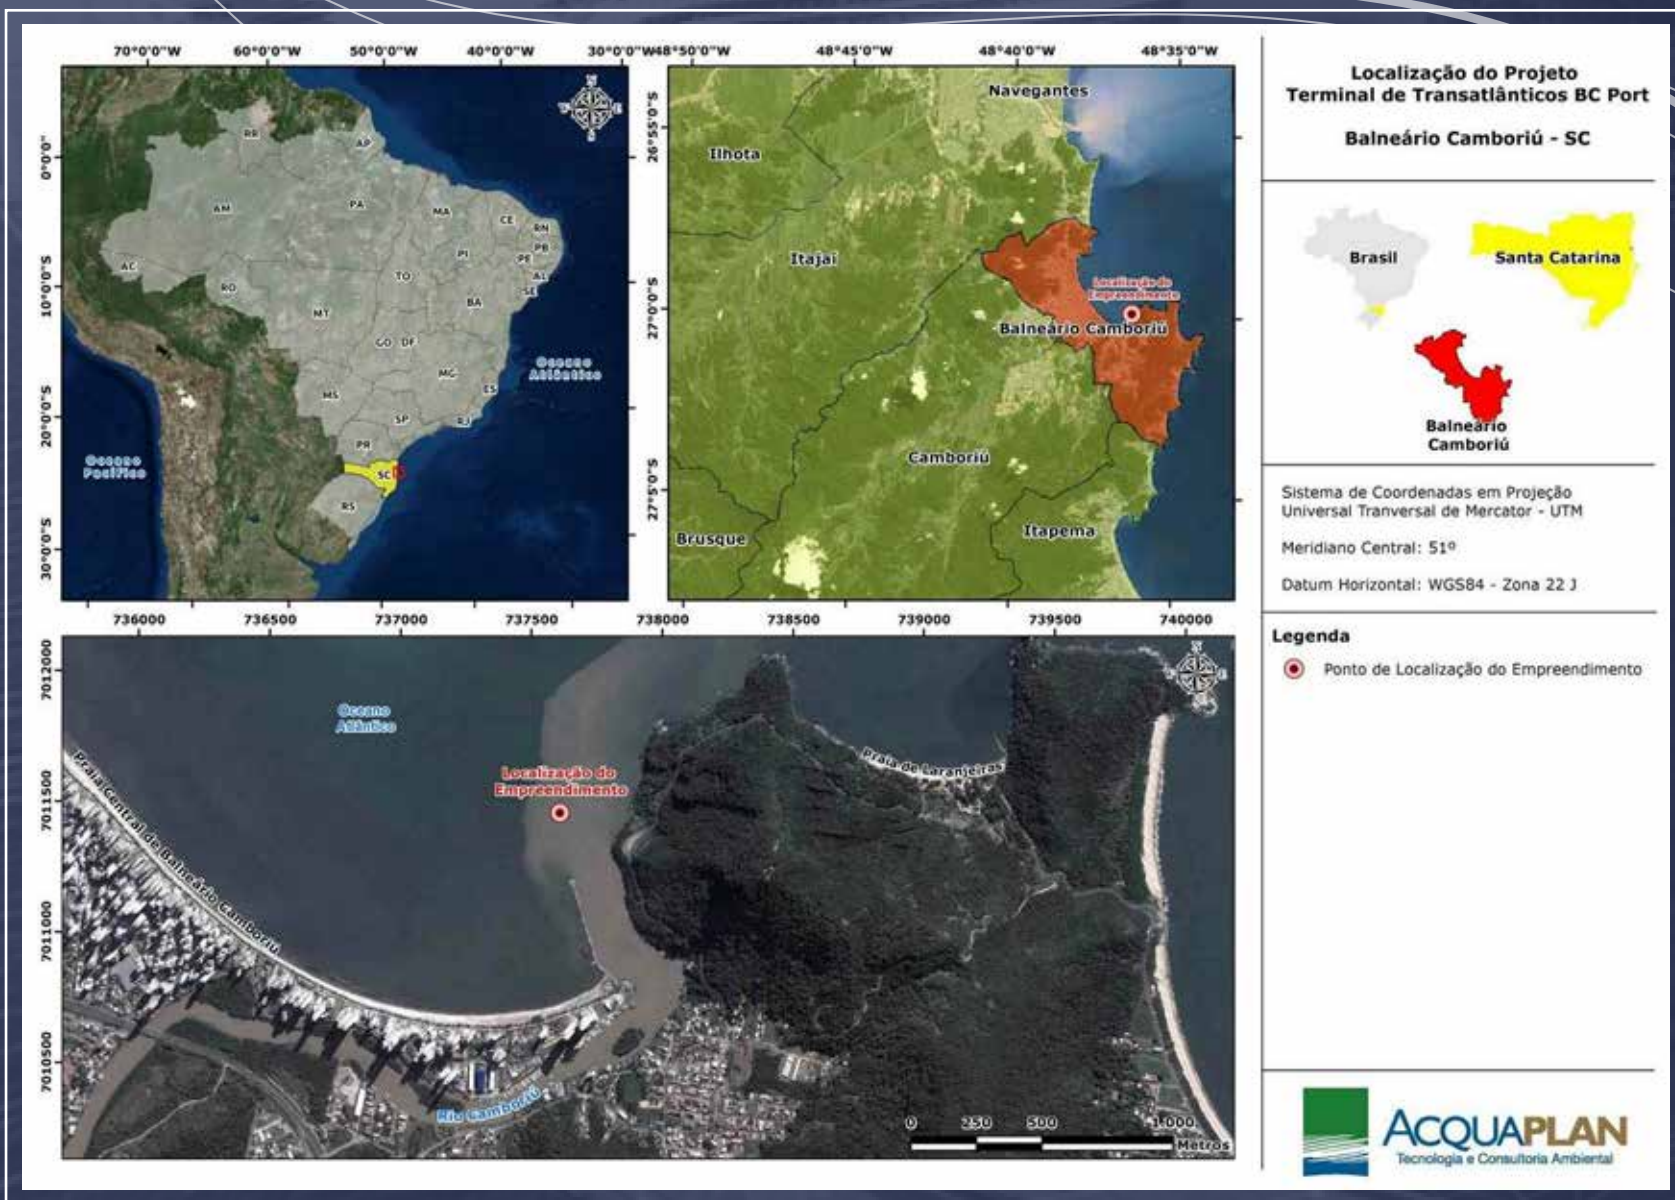 70°0'0"W
60°0'0"W
50°0'0"W
40°0'0"W
30°0'0"W
0°0'0"
10°0'0"S
20°0'0"S
30°0'0"S
N
E
S
RR
AP
AM
PA
MA
CE
RN
PB
PE
PI
AL
SE
AC
RO
TO
BA
MT
GO
DF
MG
ES
MS
SP
RJ
PR
SC
RS
Oceano
Atlântico
Oceano
Pacífico
48°50'0"W
48°45'0"W
48°40'0"W
48°35'0"W
26°55'0"S
27°0'0"S
27°5'0"S
Navegantes
Ilhota
Itajaí
Localização do
Empreendimento
Balneário Camboriú
Camboriú
Itapema
Brusque
736000
736500
737000
737500
738000
738500
739000
739500
740000
7012000
7011500
7011000
7010500
Oceano
Atlântico
Localização do
Empreendimento
Praia de Laranjeiras
Praia Central de Balneário Camboriú
Rio Camboriú
0
250
500
1.000
Metros
Localização do Projeto
Terminal de Transatlânticos BC Port
Balneário Camboriú - SC
Brasil
Santa Catarina
Balneário
Camboriú
Sistema de Coordenadas em Projeção
Universal Tranversal de Mercator - UTM
Meridiano Central: 51º
Datum Horizontal: WGS84 - Zona 22 J
Legenda
Ponto de Localização do Empreendimento
ACQUAPLAN
Tecnologia e Consultoria Ambiental